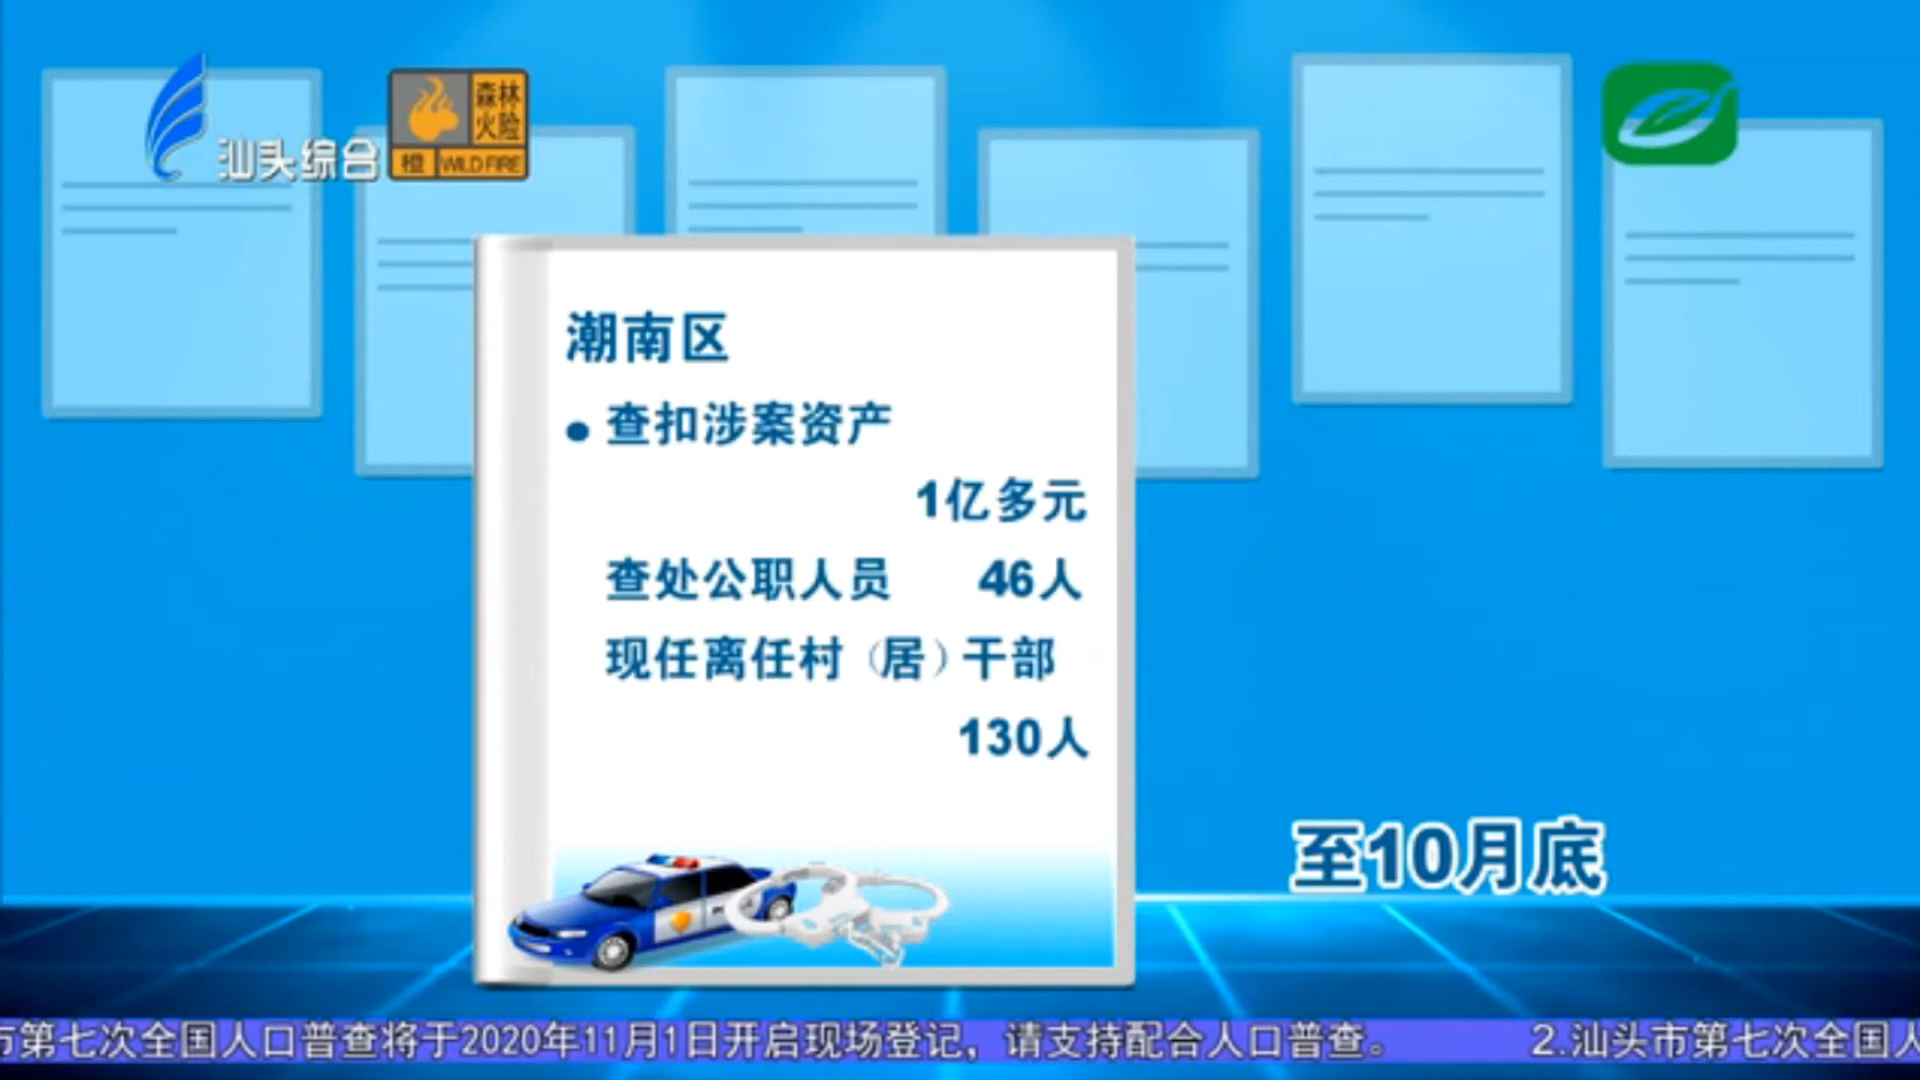 汕头综合
森林
火险
橙 WILD FIRE
潮南区
• 查扣涉案资产
1亿多元
查处公职人员 46人
现任离任村（居）干部
130人
至10月底
市第七次全国人口普查将于2020年11月1日开启现场登记，请支持配合人口普查。 2.汕头市第七次全国人